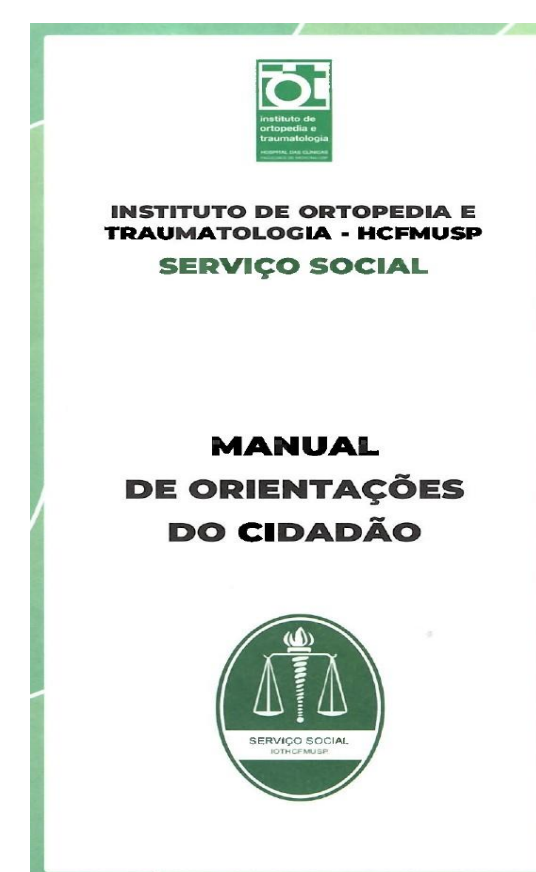 instituto de
ortopedia e
traumatologia
HOSPITAL DAS CLÍNICAS
INSTITUTO DE ORTOPEDIA E
TRAUMATOLOGIA - HCFMUSP
SERVIÇO SOCIAL
MANUAL
DE ORIENTAÇÕES
DO CIDADÃO
SERVIÇO SOCIAL
IOTHCFMUSP